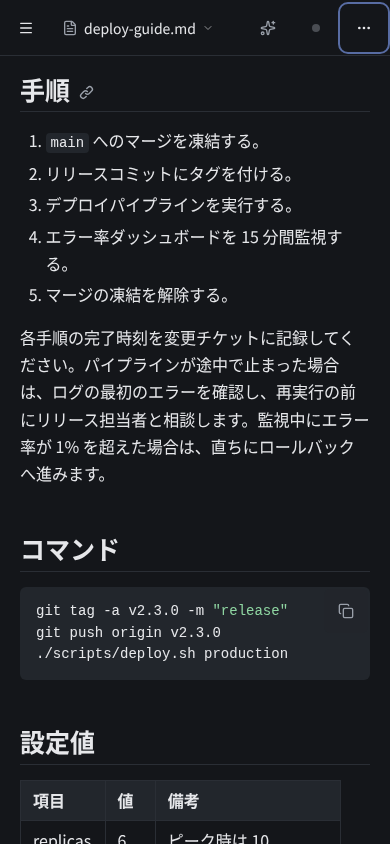 deploy-guide.md
手順
1. main へのマージを凍結する。
2. リリースコミットにタグを付ける。
3. デプロイパイプラインを実行する。
4. エラー率ダッシュボードを 15 分間監視す
る。
5. マージの凍結を解除する。
各手順の完了時刻を変更チケットに記録してく
ださい。パイプラインが途中で止まった場合
は、ログの最初のエラーを確認し、再実行の前
にリリース担当者と相談します。監視中にエラー
率が 1% を超えた場合は、直ちにロールバック
へ進みます。
コマンド
git tag -a v2.3.0 -m "release"
git push origin v2.3.0
./scripts/deploy.sh production
設定値
項目 値 備考
replicas 6 ピーク時は 10